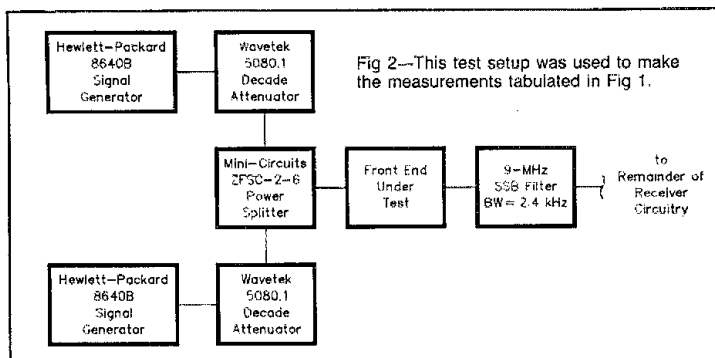 Hewlett-Packard
8640B
Signal
Generator
Wavetek
5080.1
Decade
Attenuator
Fig 2—This test setup was used to make
the measurements tabulated in Fig 1.
Mini-Circuits
ZFSC-2-6
Power
Splitter
Front End
Under
Test
9-MHz
SSB Filter
BW= 2.4 kHz
to
Remainder of
Receiver
Circuitry
Hewlett-Packard
8640B
Signal
Generator
Wavetek
5080.1
Decade
Attenuator